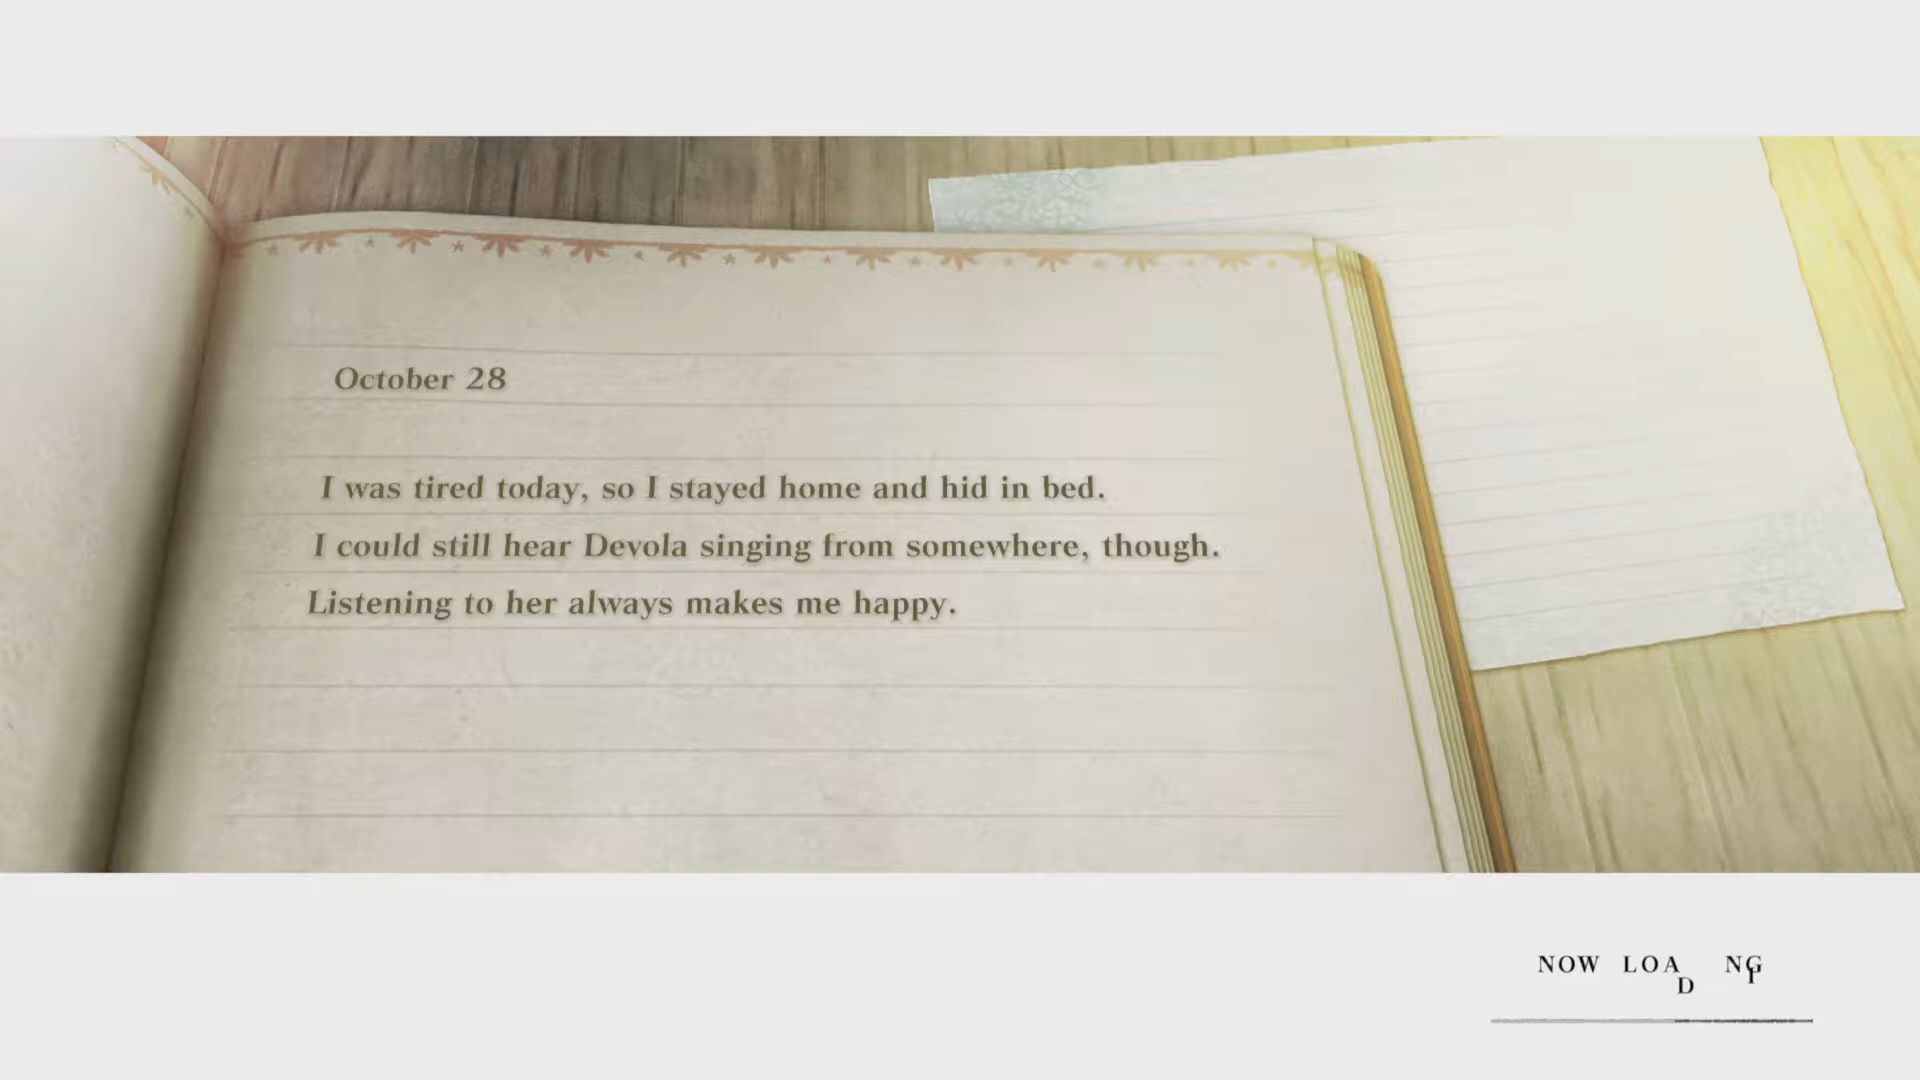 October 28
I was tired today, so I stayed home and hid in bed.
I could still hear Devola singing from somewhere, though.
Listening to her always makes me happy.
NOW LOADING